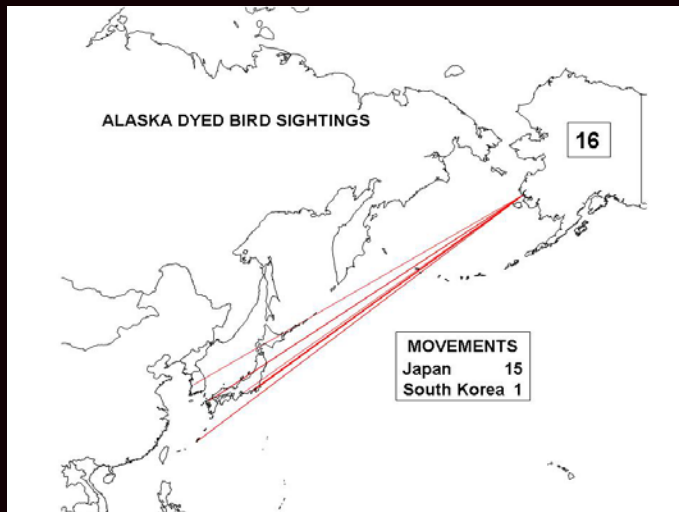 ALASKA DYED BIRD SIGHTINGS
16
MOVEMENTS
Japan 15
South Korea 1